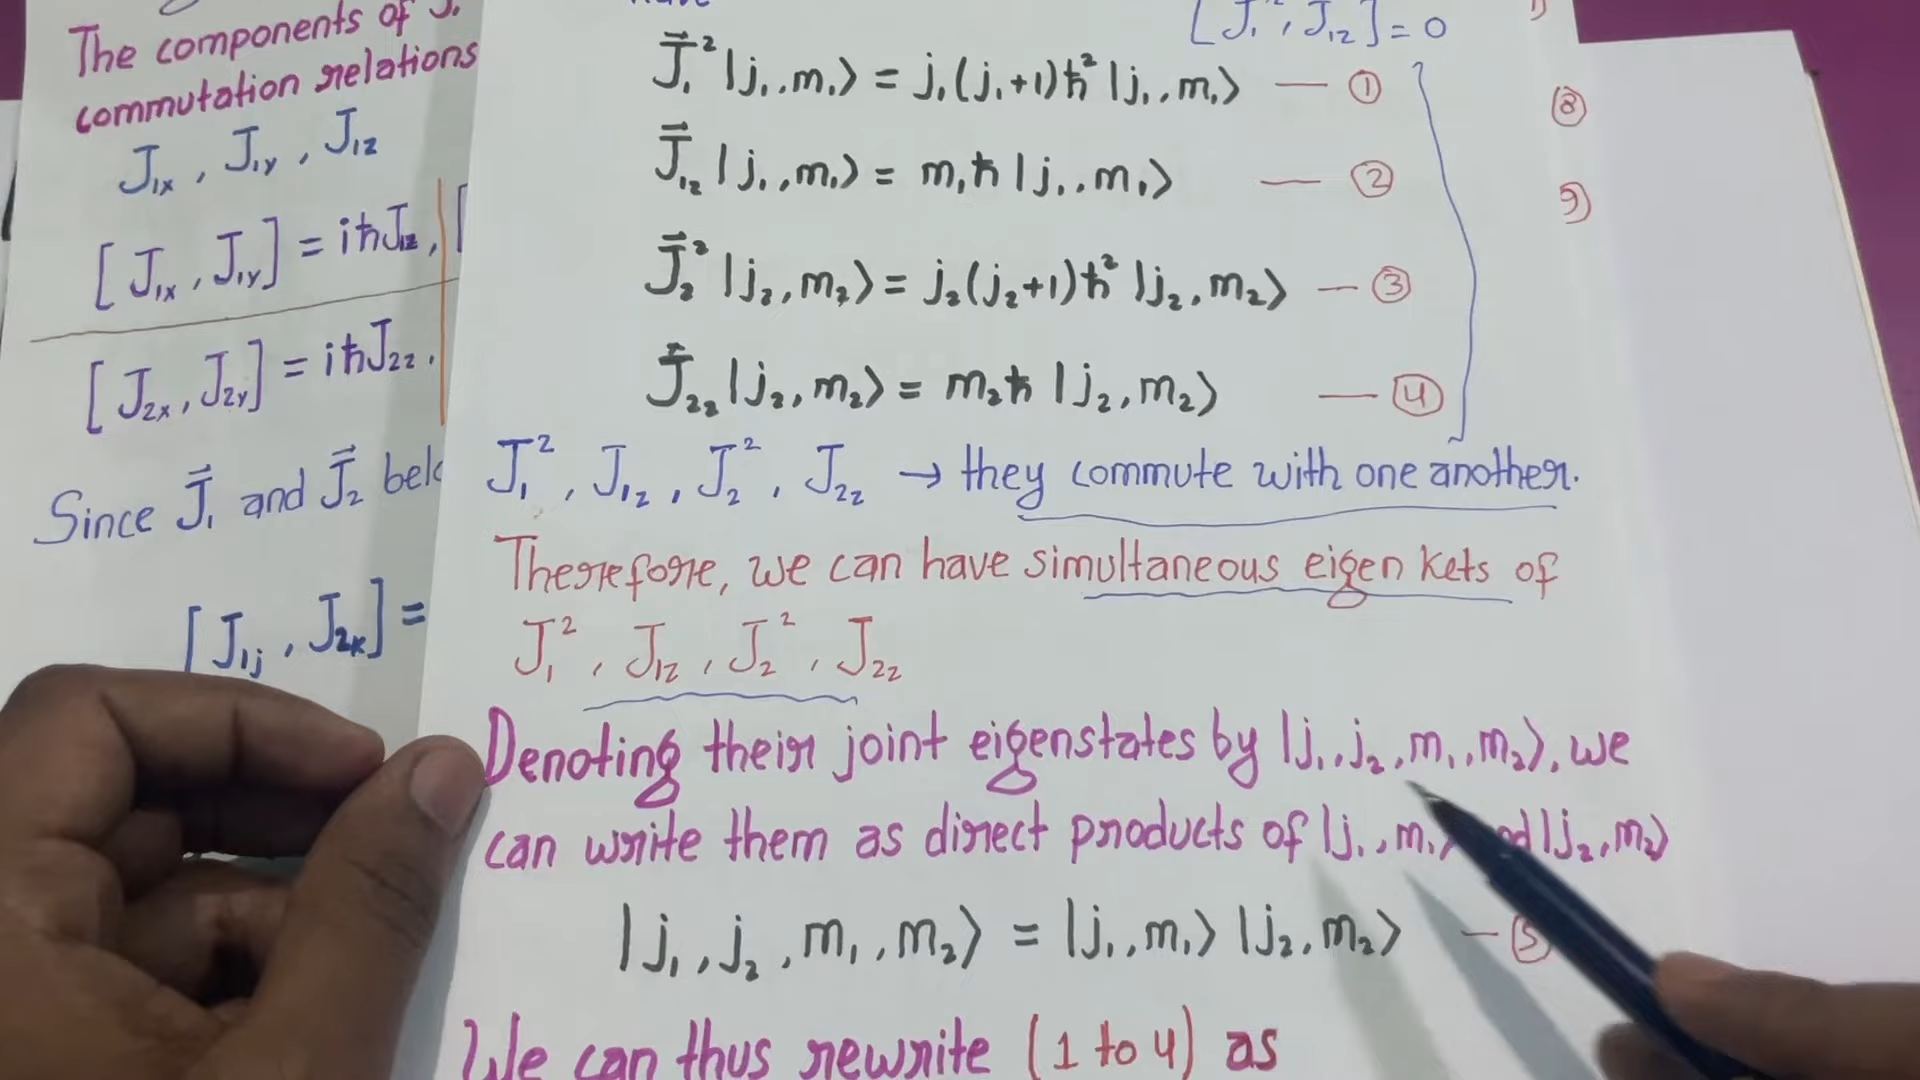 The components of J.
commutation relations
J₁ₓ , J₁ᵧ , J₁z
[ J₁ₓ , J₁ᵧ ] = iħJ₁z , [
[ J₂ₓ , J₂ᵧ ] = iħJ₂z .
Since J⃗₁ and J⃗₂ belo
[ J₁ⱼ , J₂ₖ ] =
[ J₁² , J₁z ] = 0
J⃗₁² |j₁, m₁⟩ = j₁(j₁+1)ħ² |j₁, m₁⟩ — ①
J⃗₁z |j₁, m₁⟩ = m₁ħ |j₁, m₁⟩ — ②
J⃗₂² |j₂, m₂⟩ = j₂(j₂+1)ħ² |j₂, m₂⟩ — ③
J⃗₂z |j₂, m₂⟩ = m₂ħ |j₂, m₂⟩ — ④
J₁² , J₁z , J₂² , J₂z → they commute with one another.
Therefore, we can have simultaneous eigen kets of
J₁² , J₁z , J₂² , J₂z
Denoting their joint eigenstates by |j₁, j₂, m₁, m₂⟩, we
can write them as direct products of |j₁, m₁⟩ |j₂, m₂⟩
|j₁, j₂, m₁, m₂⟩ = |j₁, m₁⟩ |j₂, m₂⟩ — ⑤
We can thus rewrite (1 to 4) as
⑧
9)